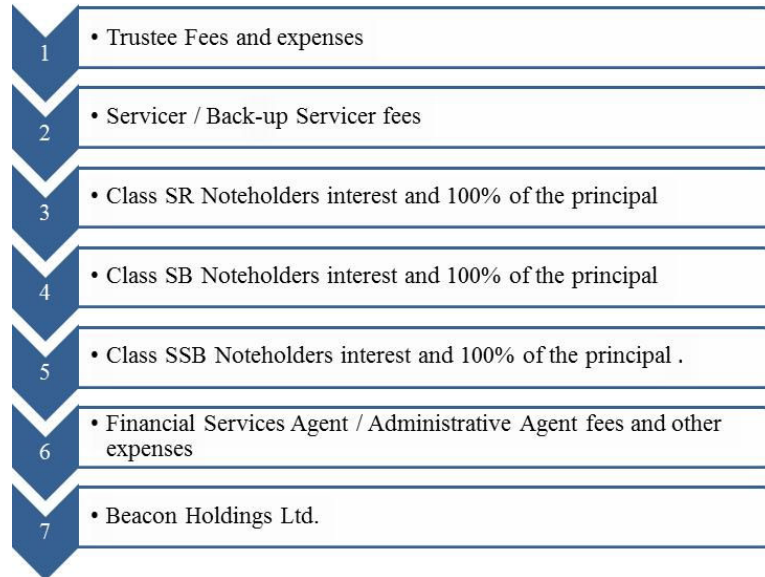 1
• Trustee Fees and expenses
2
• Servicer / Back-up Servicer fees
3
• Class SR Noteholders interest and 100% of the principal
4
• Class SB Noteholders interest and 100% of the principal
5
• Class SSB Noteholders interest and 100% of the principal .
6
• Financial Services Agent / Administrative Agent fees and other
expenses
7
• Beacon Holdings Ltd.